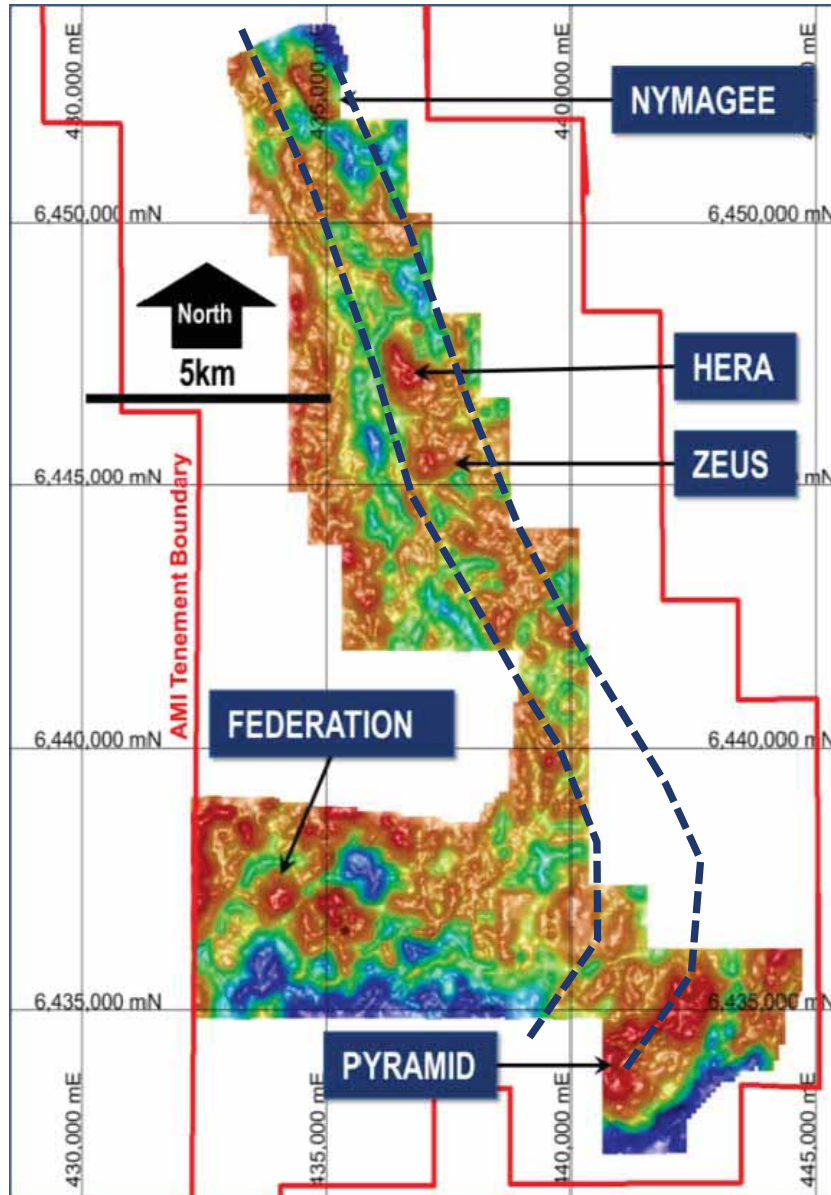 430,000 mE
435,000 mE
440,000 mE
NYMAGEE
6,450,000 mN
6,450,000 mN
North
5km
HERA
ZEUS
6,445,000 mN
6,445,000 mN
AMI Tenement Boundary
FEDERATION
6,440,000 mN
6,440,000 mN
6,435,000 mN
6,435,000 mN
PYRAMID
430,000 mE
435,000 mE
440,000 mE
445,000 mE